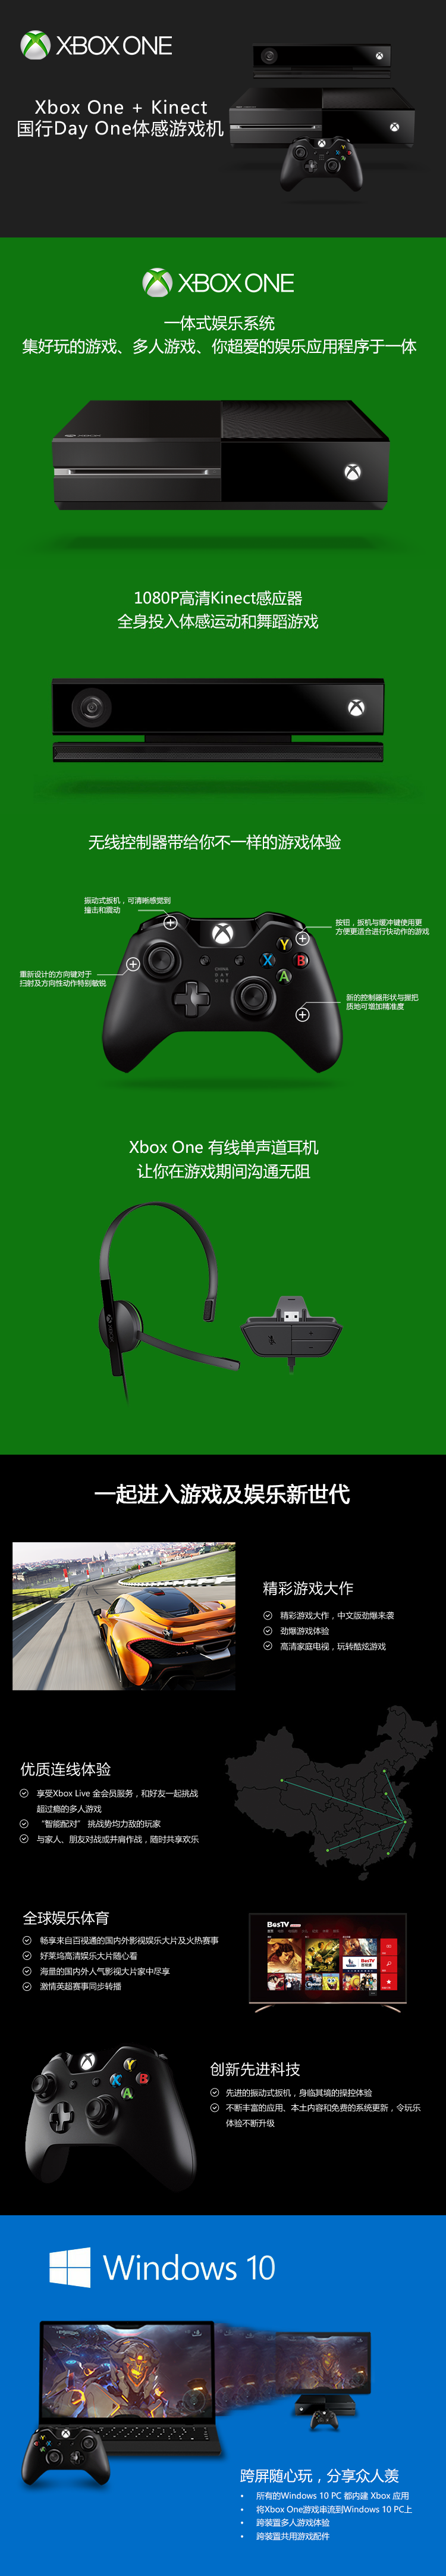 XBOX ONE
Xbox One + Kinect
国行Day One体感游戏机
XBOX ONE
一体式娱乐系统
集好玩的游戏、多人游戏、你超爱的娱乐应用程序于一体
1080P高清Kinect感应器
全身投入体感运动和舞蹈游戏
无线控制器带给你不一样的游戏体验
振动式扳机，可清晰感觉到
撞击和震动
按钮，扳机与缓冲键使用更
方便更适合进行快动作的游戏
重新设计的方向键对于
扫射及方向性动作特别敏锐
新的控制器形状与握把
质地可增加精准度
Y
X
B
A
CHINA
DAY
ONE
Xbox One 有线单声道耳机
让你在游戏期间沟通无阻
一起进入游戏及娱乐新世代
精彩游戏大作
精彩游戏大作，中文版劲爆来袭
劲爆游戏体验
高清家庭电视，玩转酷炫游戏
优质连线体验
享受Xbox Live 金会员服务，和好友一起挑战
超过瘾的多人游戏
“智能配对” 挑战势均力敌的玩家
与家人、朋友对战或并肩作战，随时共享欢乐
全球娱乐体育
畅享来自百视通的国内外影视娱乐大片及火热赛事
好莱坞高清娱乐大片随心看
海量的国内外人气影视大片家中尽享
激情英超赛事同步转播
BesTV
创新先进科技
先进的振动式扳机，身临其境的操控体验
不断丰富的应用、本土内容和免费的系统更新，令玩乐
体验不断升级
Y
X
B
A
Windows 10
跨屏随心玩，分享众人羡
• 所有的Windows 10 PC 都内建 Xbox 应用
• 将Xbox One游戏串流到Windows 10 PC上
• 跨装置多人游戏体验
• 跨装置共用游戏配件